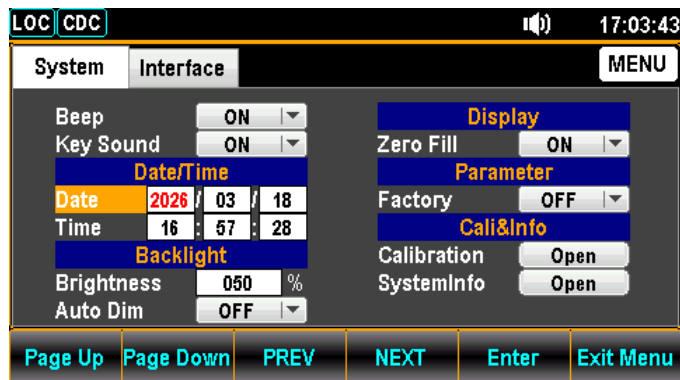 LOC CDC 17:03:43
System Interface MENU
Beep ON
Key Sound ON
Date/Time
Date 2026 / 03 / 18
Time 16 : 57 : 28
Backlight
Brightness 050 %
Auto Dim OFF
Display
Zero Fill ON
Parameter
Factory OFF
Cali&Info
Calibration Open
SystemInfo Open
Page Up Page Down PREV NEXT Enter Exit Menu